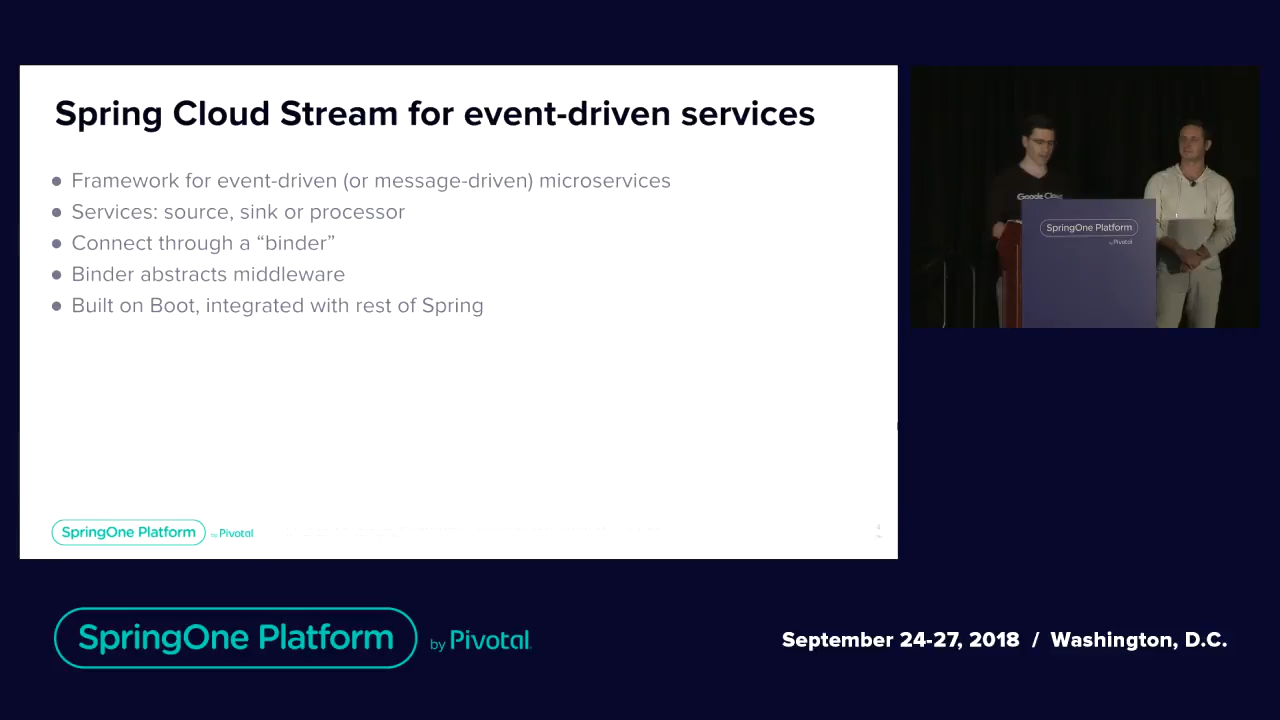 Spring Cloud Stream for event-driven services
● Framework for event-driven (or message-driven) microservices
● Services: source, sink or processor
● Connect through a “binder”
● Binder abstracts middleware
● Built on Boot, integrated with rest of Spring
SpringOne Platform by Pivotal
Google Cloud
SpringOne Platform
by Pivotal
SpringOne Platform by Pivotal
September 24-27, 2018 / Washington, D.C.